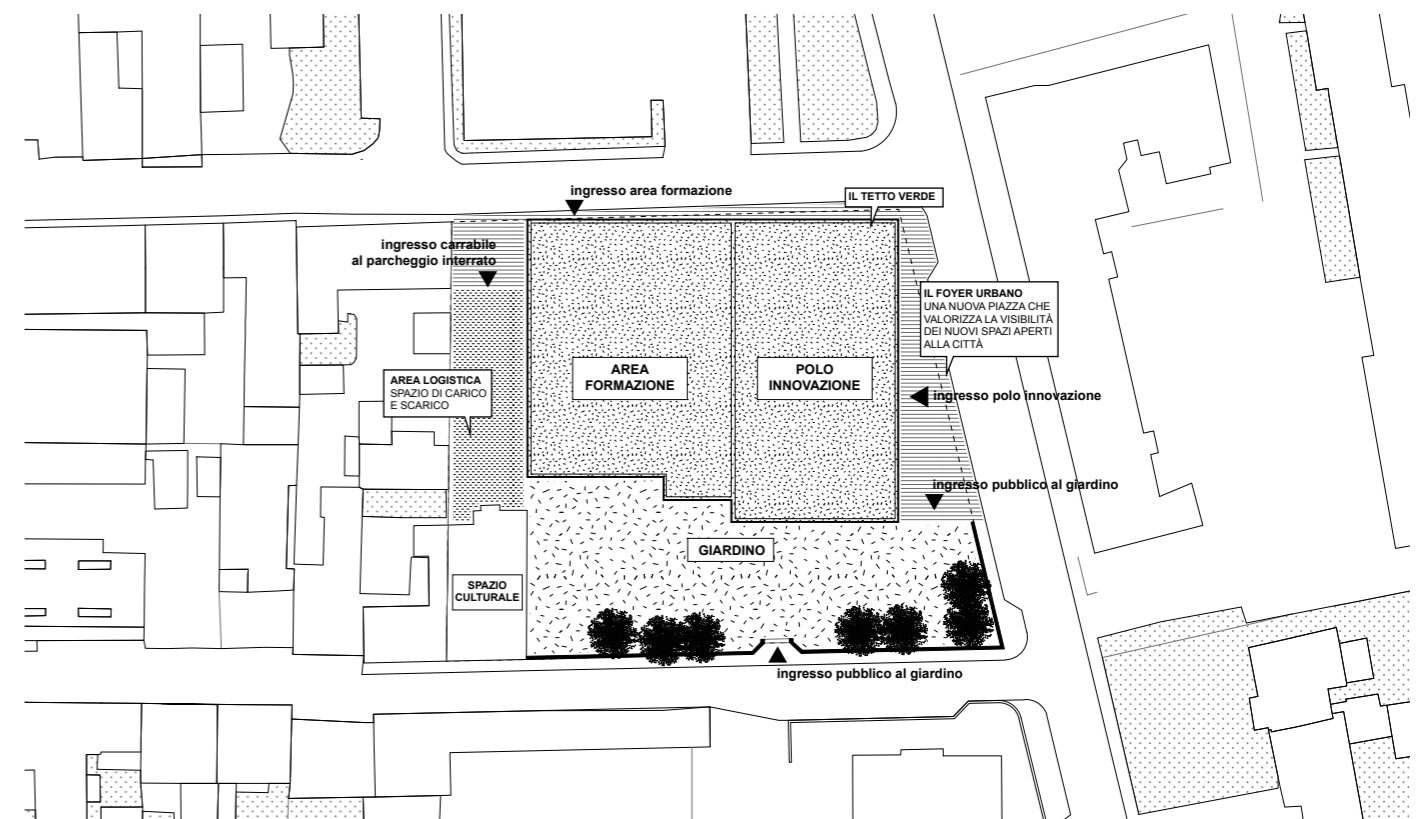 ingresso area formazione
IL TETTO VERDE
ingresso carrabile
al parcheggio interrato
IL FOYER URBANO
UNA NUOVA PIAZZA CHE
VALORIZZA LA VISIBILITÀ
DEI NUOVI SPAZI APERTI
ALLA CITTÀ
AREA
FORMAZIONE
POLO
INNOVAZIONE
AREA LOGISTICA
SPAZIO DI CARICO
E SCARICO
ingresso polo innovazione
ingresso pubblico al giardino
GIARDINO
SPAZIO
CULTURALE
ingresso pubblico al giardino